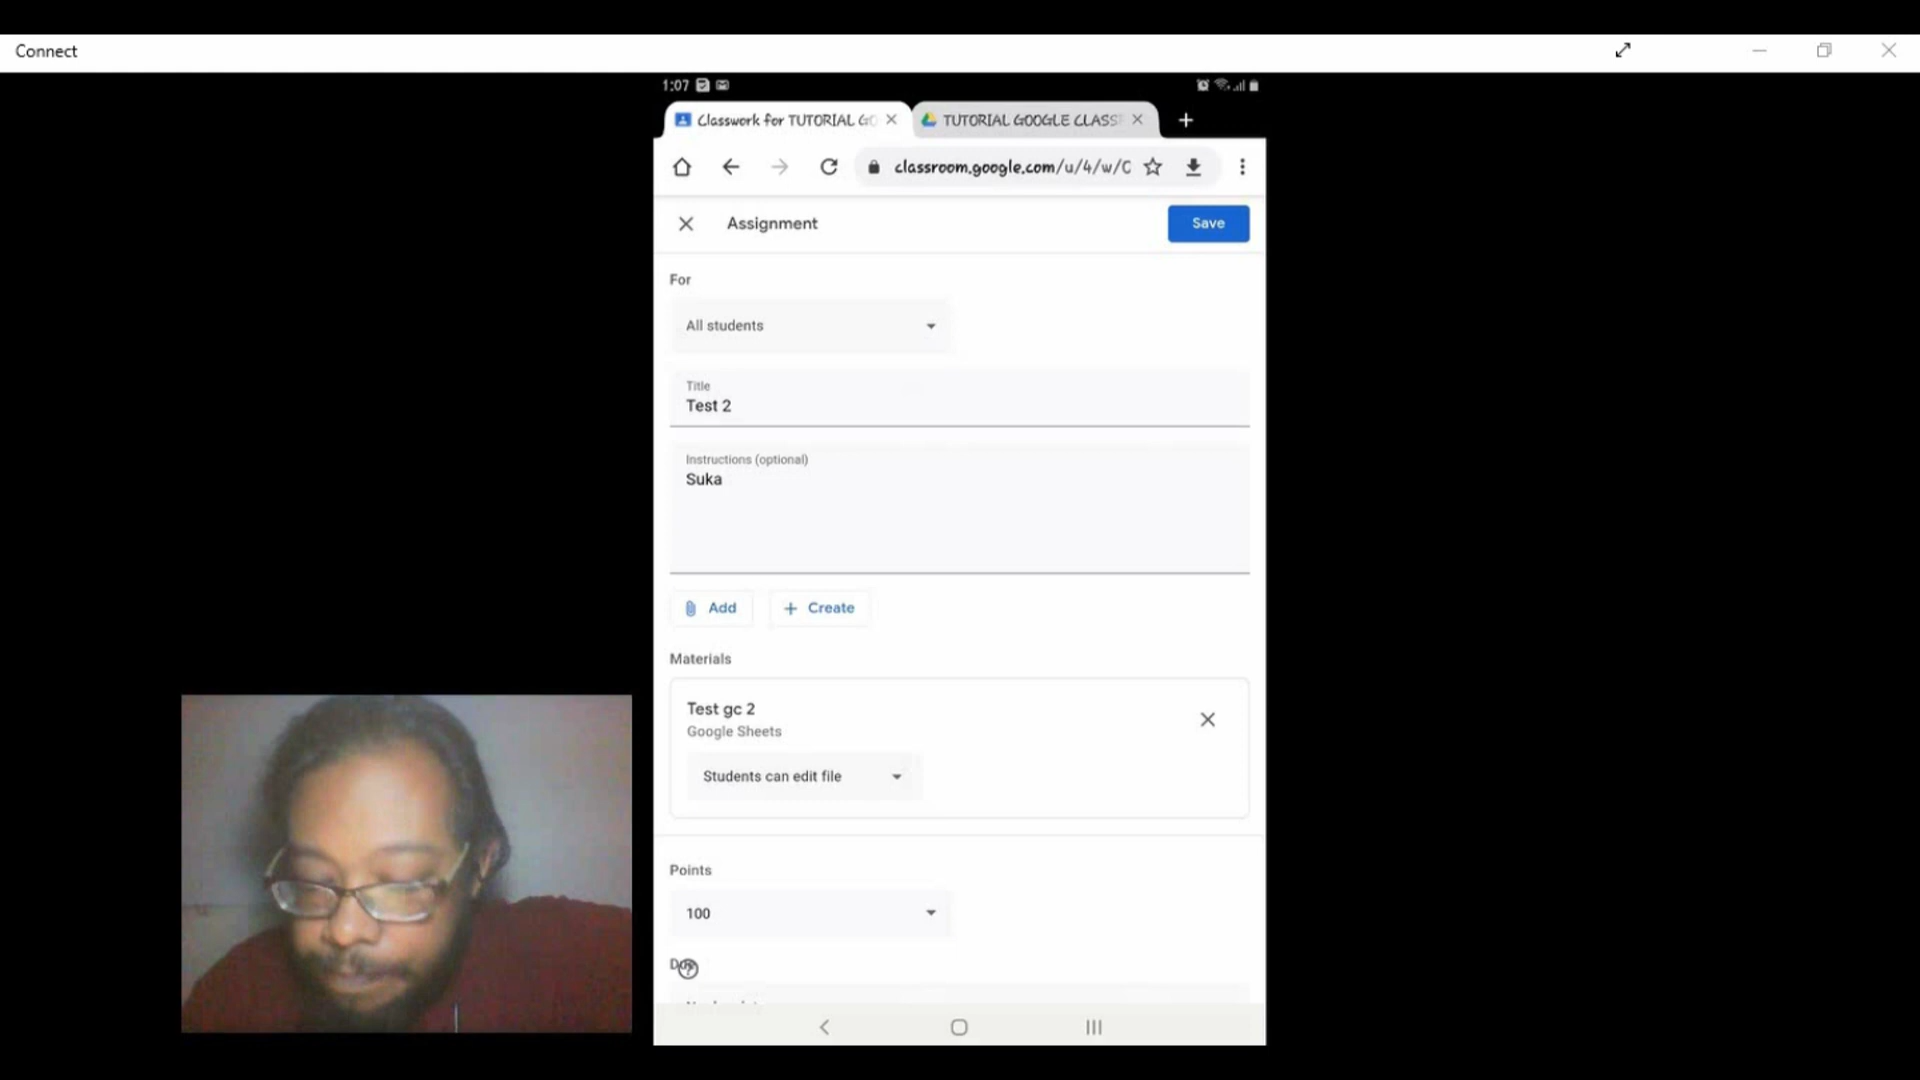 Connect
1:07
Classwork for TUTORIAL GO
TUTORIAL GOOGLE CLASS
classroom.google.com/u/4/w/
Assignment
Save
For
All students
Title
Test 2
Instructions (optional)
Suka
Add
Create
Materials
Test gc 2
Google Sheets
Students can edit file
Points
100